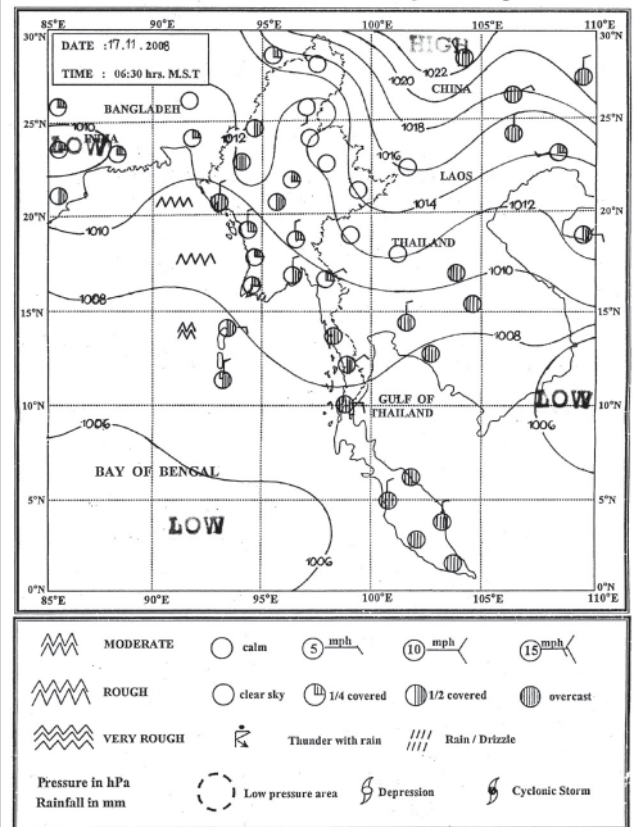 30°N 85°E 90°E 95°E 100°E 105°E 110°E 30°N
DATE : 17.11.2008
TIME : 06:30 hrs. M.S.T
HIGH
1022
1020
CHINA
BANGLADEH
1018
25°N
1010
INDIA
LOW
1012
1016
25°N
LAOS
1014
1012
20°N
20°N
1010
THAILAND
1010
1008
15°N
15°N
1008
GULF OF
THAILAND
LOW
10°N
10°N
1006
1006
BAY OF BENGAL
5°N
5°N
LOW
1006
0°N
0°N
85°E 90°E 95°E 100°E 105°E 110°E
MODERATE calm 5 mph 10 mph 15 mph
ROUGH clear sky 1/4 covered 1/2 covered overcast
VERY ROUGH Thunder with rain Rain / Drizzle
Pressure in hPa
Rainfall in mm
Low pressure area Depression Cyclonic Storm